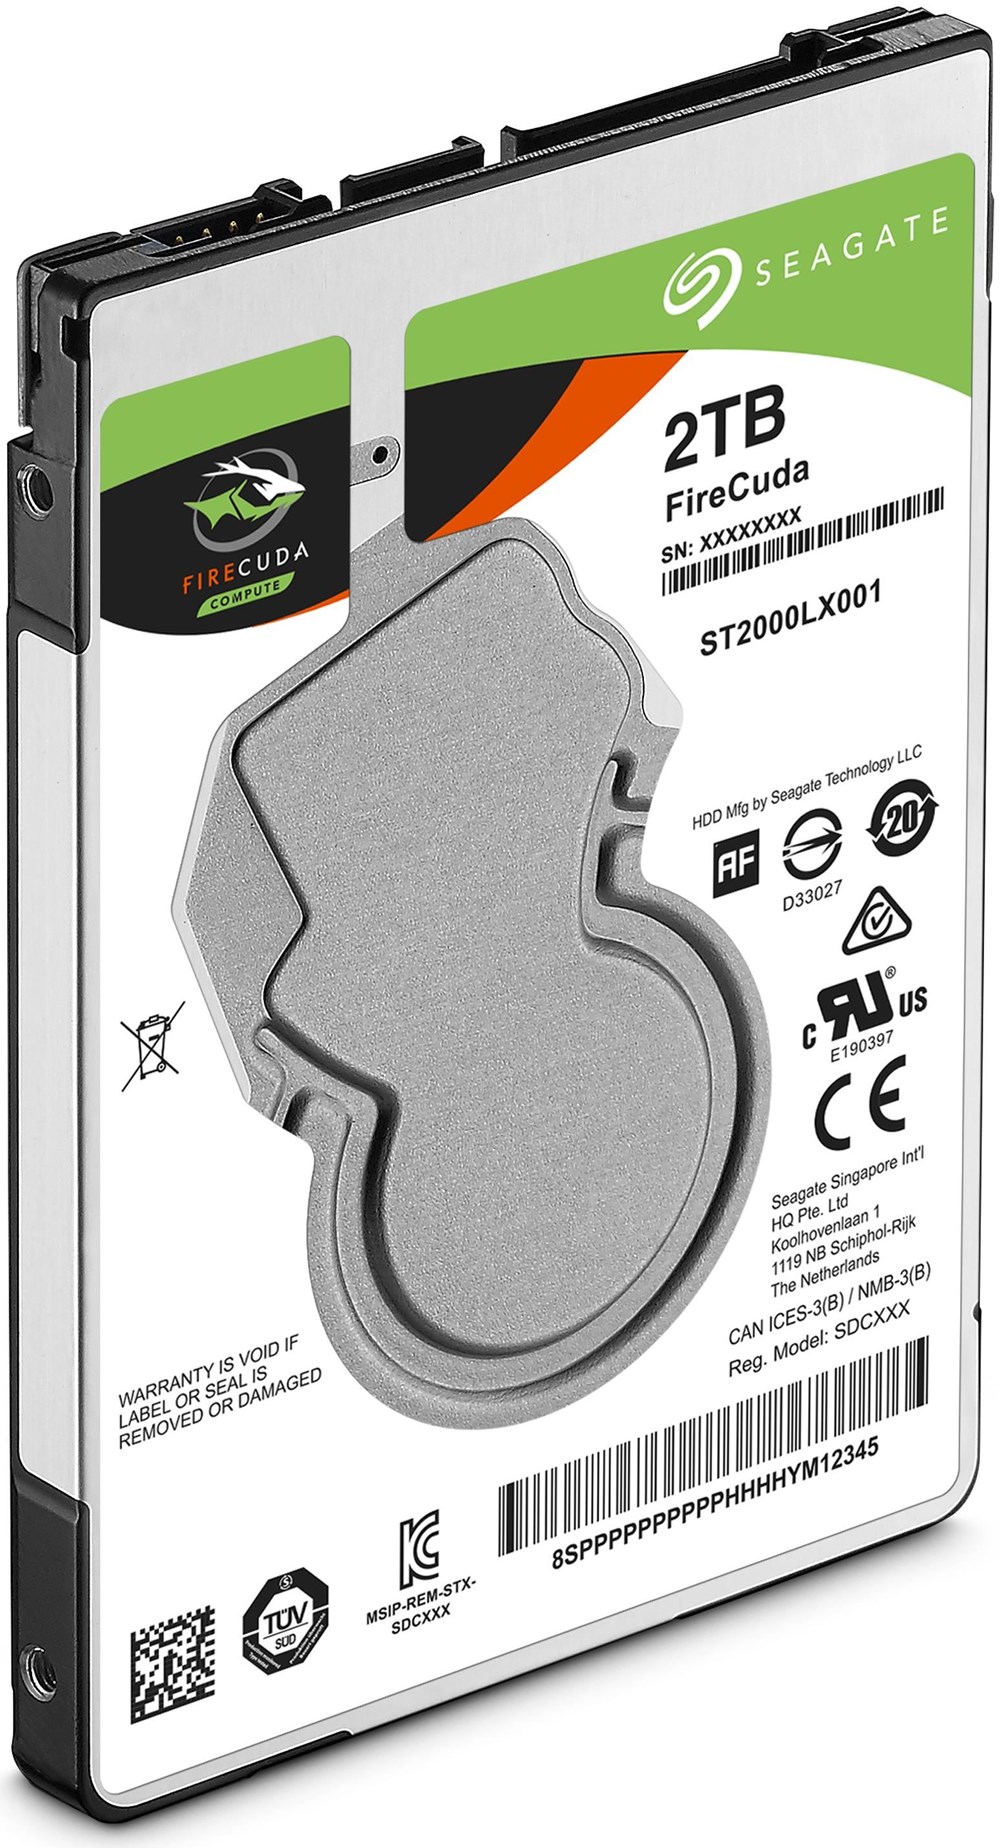 SEAGATE
2TB
FireCuda
SN: XXXXXXXX
ST2000LX001
FIRECUDA
COMPUTE
HDD Mfg by Seagate Technology LLC
AF
D33027
20
C US
E190397
CE
Seagate Singapore Int'l
HQ Pte. Ltd
Koolhovenlaan 1
1119 NB Schiphol-Rijk
The Netherlands
CAN ICES-3(B) / NMB-3(B)
Reg. Model: SDCXXX
WARRANTY IS VOID IF
LABEL OR SEAL IS
REMOVED OR DAMAGED
8SPPPPPPPPPPHHHHYM12345
MSIP-REM-STX-
SDCXXX
TÜV
SÜD